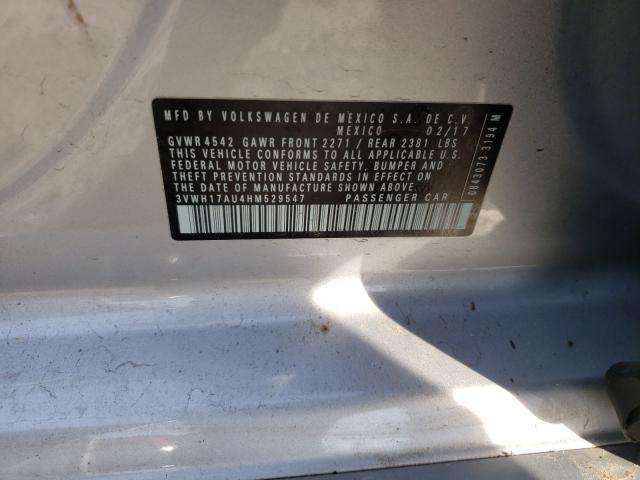 MFD BY VOLKSWAGEN DE MEXICO S.A. DE C.V.
MEXICO 02/17
GVWR 4542 GAWR FRONT 2271 / REAR 2381 LBS
THIS VEHICLE CONFORMS TO ALL APPLICABLE U.S.
FEDERAL MOTOR VEHICLE SAFETY, BUMPER AND
THEFT PREVENTION STANDARDS IN EFFECT ON
THE DATE OF MANUFACTURE SHOWN ABOVE.
3VWH17AU4HM529547 PASSENGER CAR
0843073 3194 M